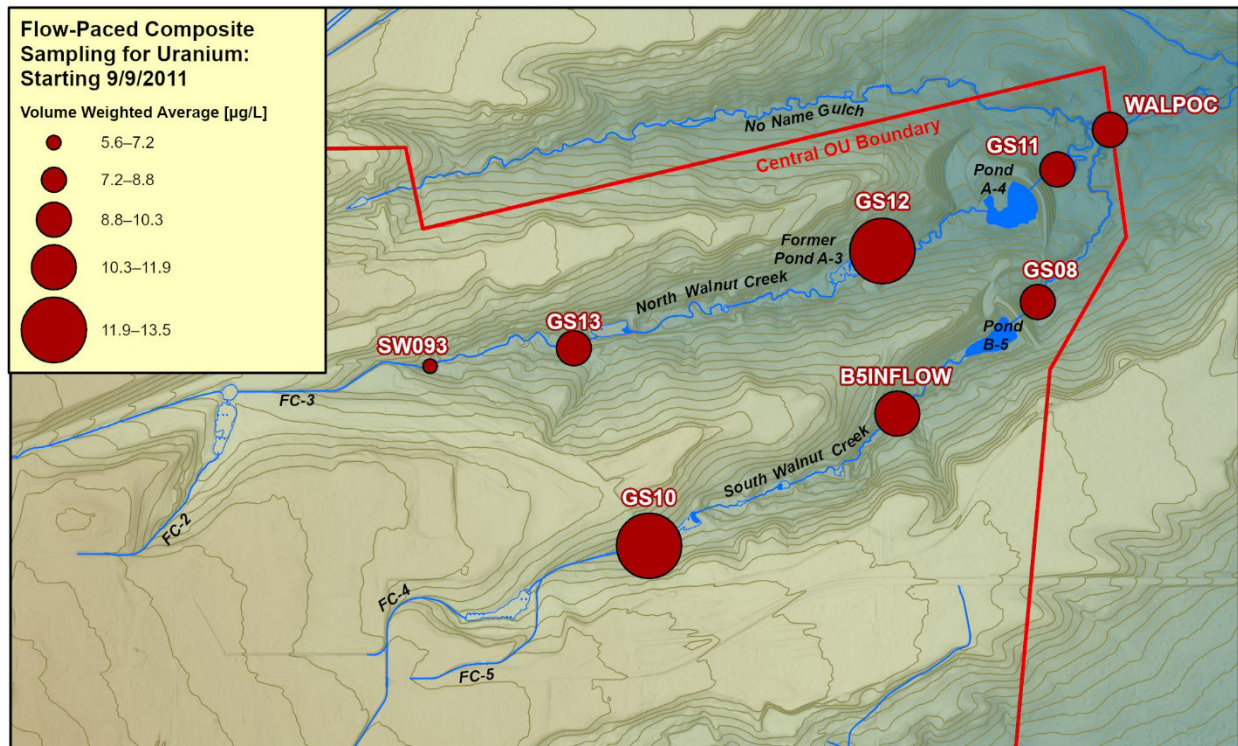 Flow-Paced Composite
Sampling for Uranium:
Starting 9/9/2011
Volume Weighted Average [µg/L]
5.6–7.2
7.2–8.8
8.8–10.3
10.3–11.9
11.9–13.5
No Name Gulch
Central OU Boundary
WALPOC
GS11
Pond
A-4
GS12
Former
Pond A-3
North Walnut Creek
GS08
Pond
B-5
GS13
SW093
B5INFLOW
FC-3
South Walnut Creek
GS10
FC-2
FC-4
FC-5